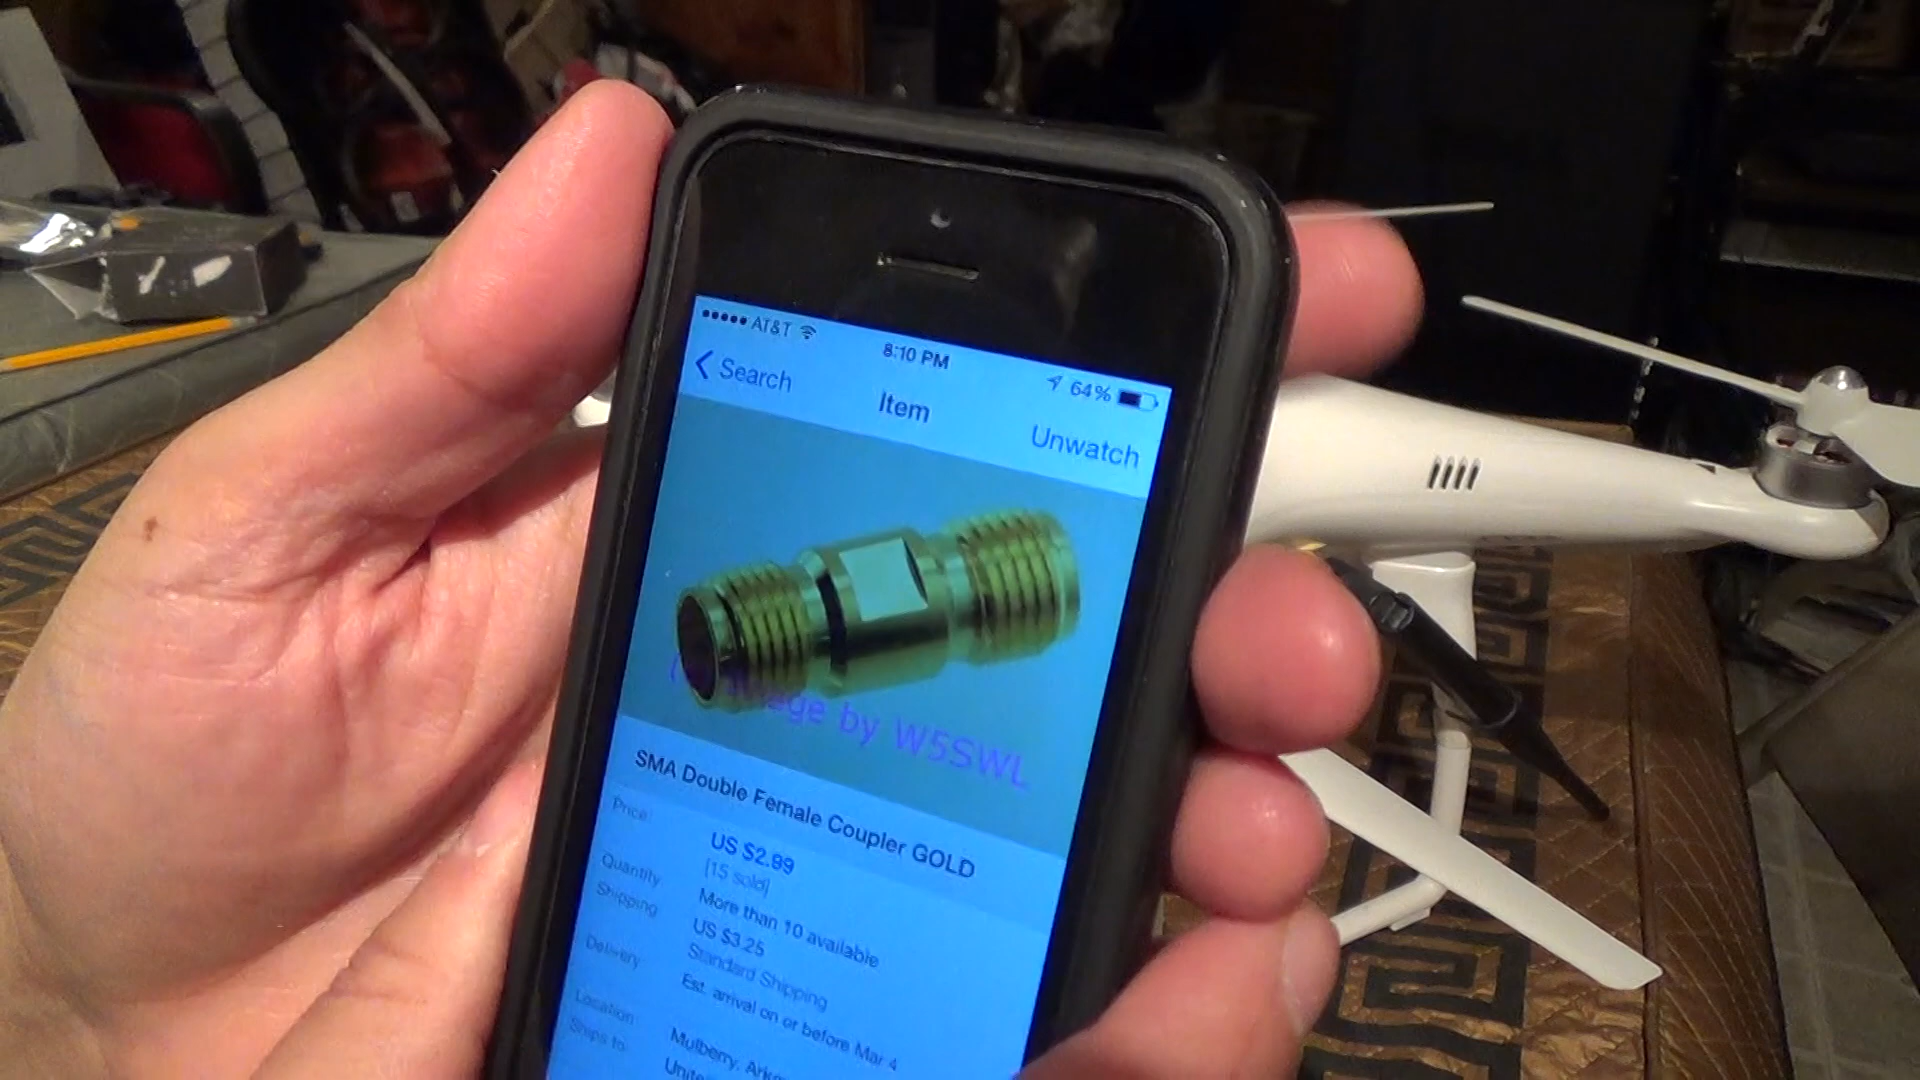 AT&T
8:10 PM
64%
Search
Item
Unwatch
by W5SWL
SMA Double Female Coupler GOLD
Price:
US $2.99
[15 sold]
Quantity
More than 10 available
Shipping
US $3.25
Standard Shipping
Delivery
Est. arrival on or before Mar 4
Location
Mulberry,
Ships to